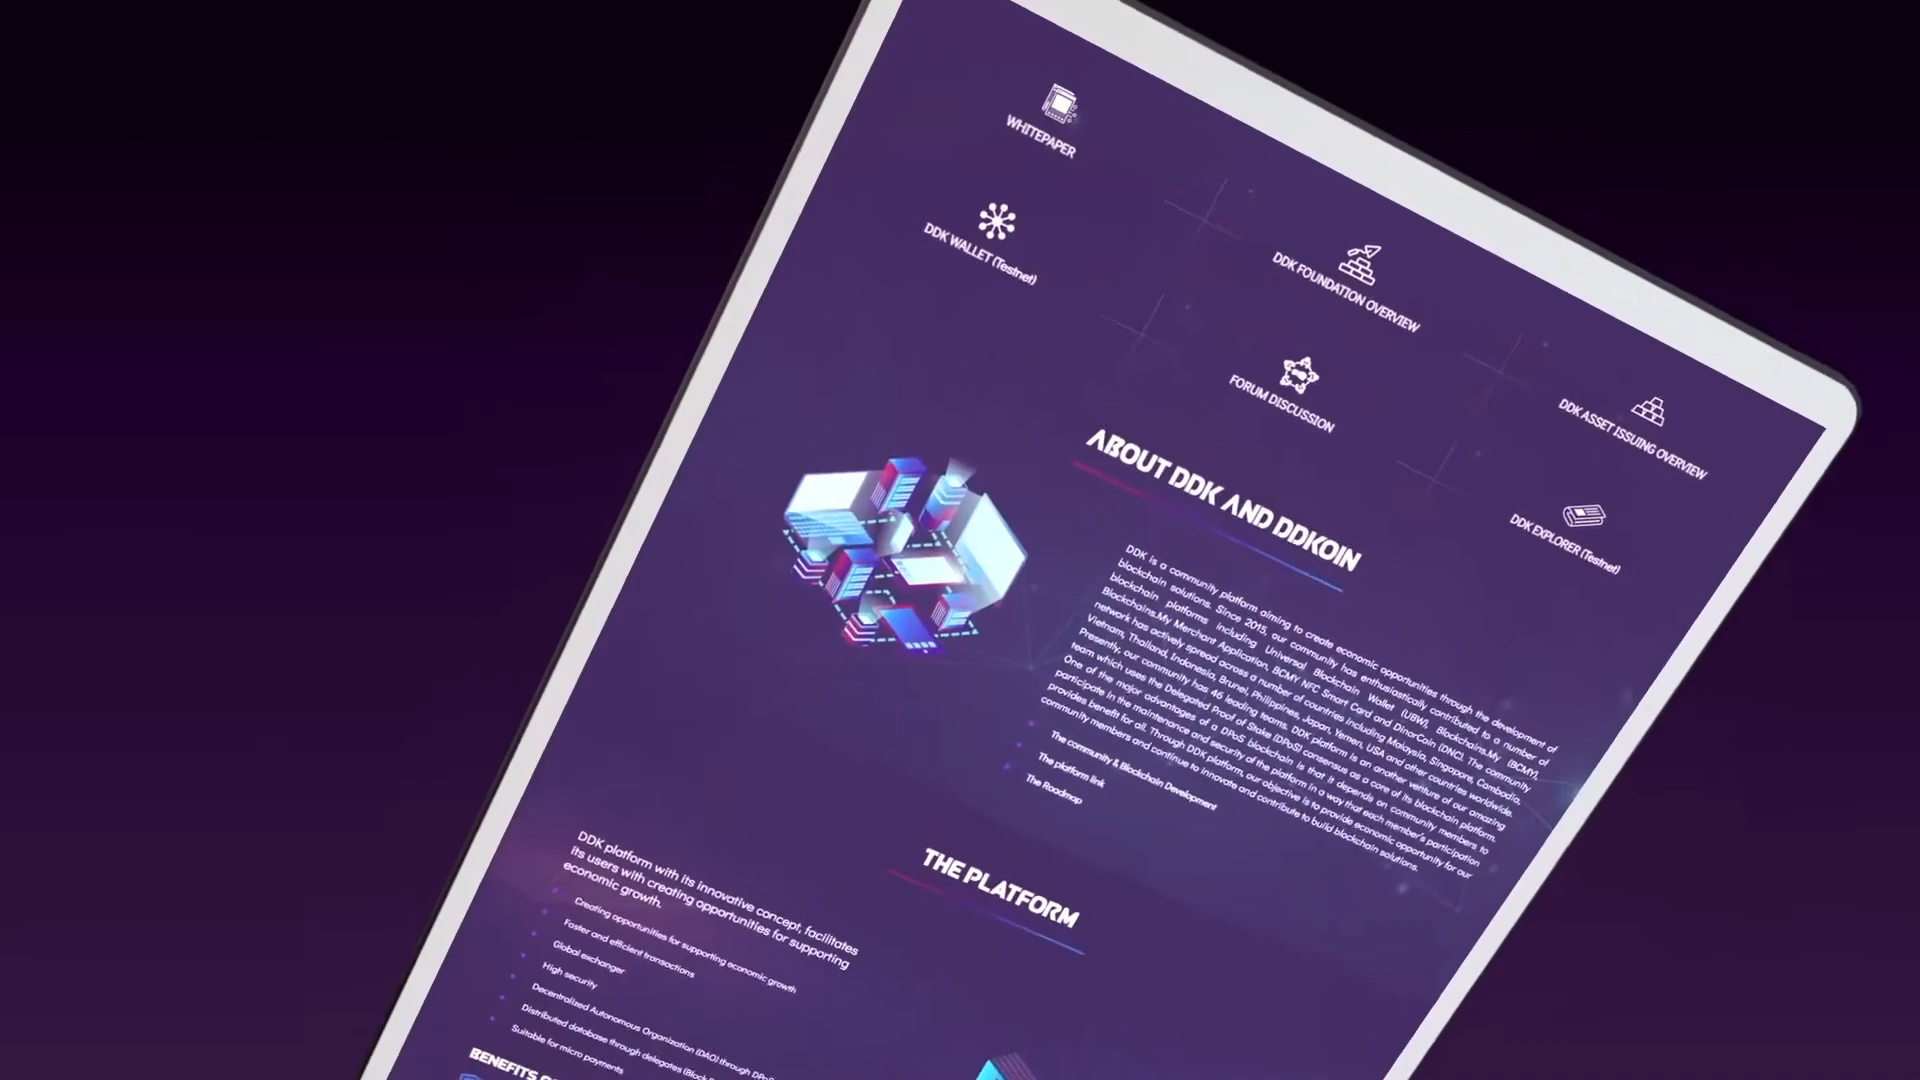 WHITEPAPER
DDK FOUNDATION OVERVIEW
DDK ASSET ISSUING OVERVIEW
DDK WALLET (Testnet)
FORUM DISCUSSION
DDK EXPLORER (Testnet)
ABOUT DDK AND DDKOIN
DDK is a community platform aiming to create economic opportunities through the development of
blockchain solutions. Since 2015, our community has enthusiastically contributed to a number of
blockchain platforms including Universal Blockchain Wallet (UBW), Blockchains.My (BCMY),
Blockchains.My Merchant Application, BCMY NFC Smart Card and DinarCoin (DNC). The community
network has actively spread across a number of countries including Malaysia, Singapore, Cambodia,
Vietnam, Thailand, Indonesia, Brunei, Philippines, Japan, Yemen, USA and other countries worldwide.
Presently, our community has 46 leading teams. DDK platform is an another venture of our amazing
team which uses the Delegated Proof of Stake (DPoS) consensus as a core of its blockchain platform.
One of the major advantages of a DPoS blockchain is that it depends on community members to
participate in the maintenance and security of the platform in a way that each member's participation
provides benefit for all. Through DDK platform, our objective is to provide economic opportunity for our
community members and continue to innovate and contribute to build blockchain solutions.
The community & Blockchain Development
The platform link
The Roadmap
THE PLATFORM
DDK platform with its innovative concept, facilitates
its users with creating opportunities for supporting
economic growth.
Creating opportunities for supporting economic growth
Faster and efficient transactions
Global exchanger
High security
Decentralized Autonomous Organization (DAO) through
Distributed database through delegates
Suitable for micro payments
BENEFITS